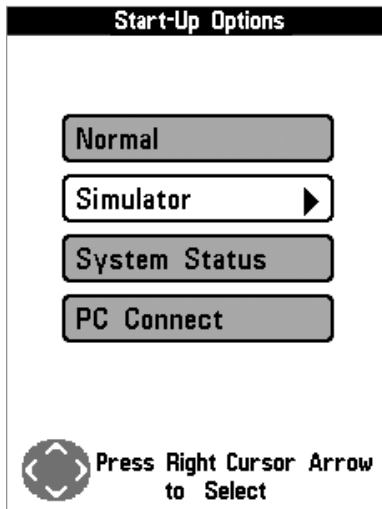 Start-Up Options
Normal
Simulator
System Status
PC Connect
Press Right Cursor Arrow
to Select